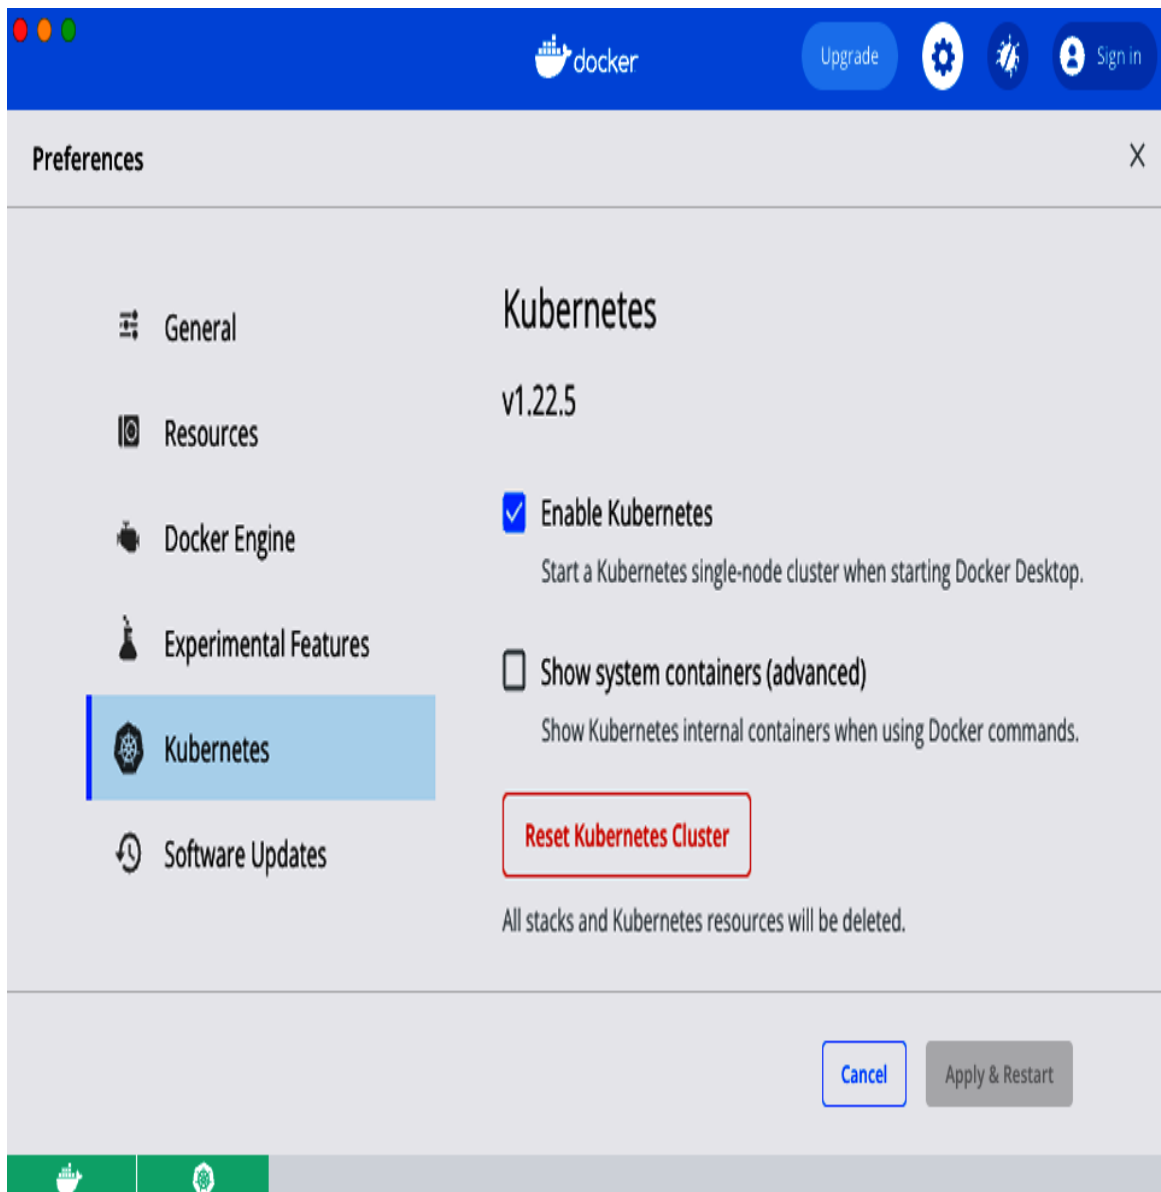 docker
Upgrade
Sign in
Preferences
X
General
Resources
Docker Engine
Experimental Features
Kubernetes
Software Updates
Kubernetes
v1.22.5
Enable Kubernetes
Start a Kubernetes single-node cluster when starting Docker Desktop.
Show system containers (advanced)
Show Kubernetes internal containers when using Docker commands.
Reset Kubernetes Cluster
All stacks and Kubernetes resources will be deleted.
Cancel
Apply & Restart